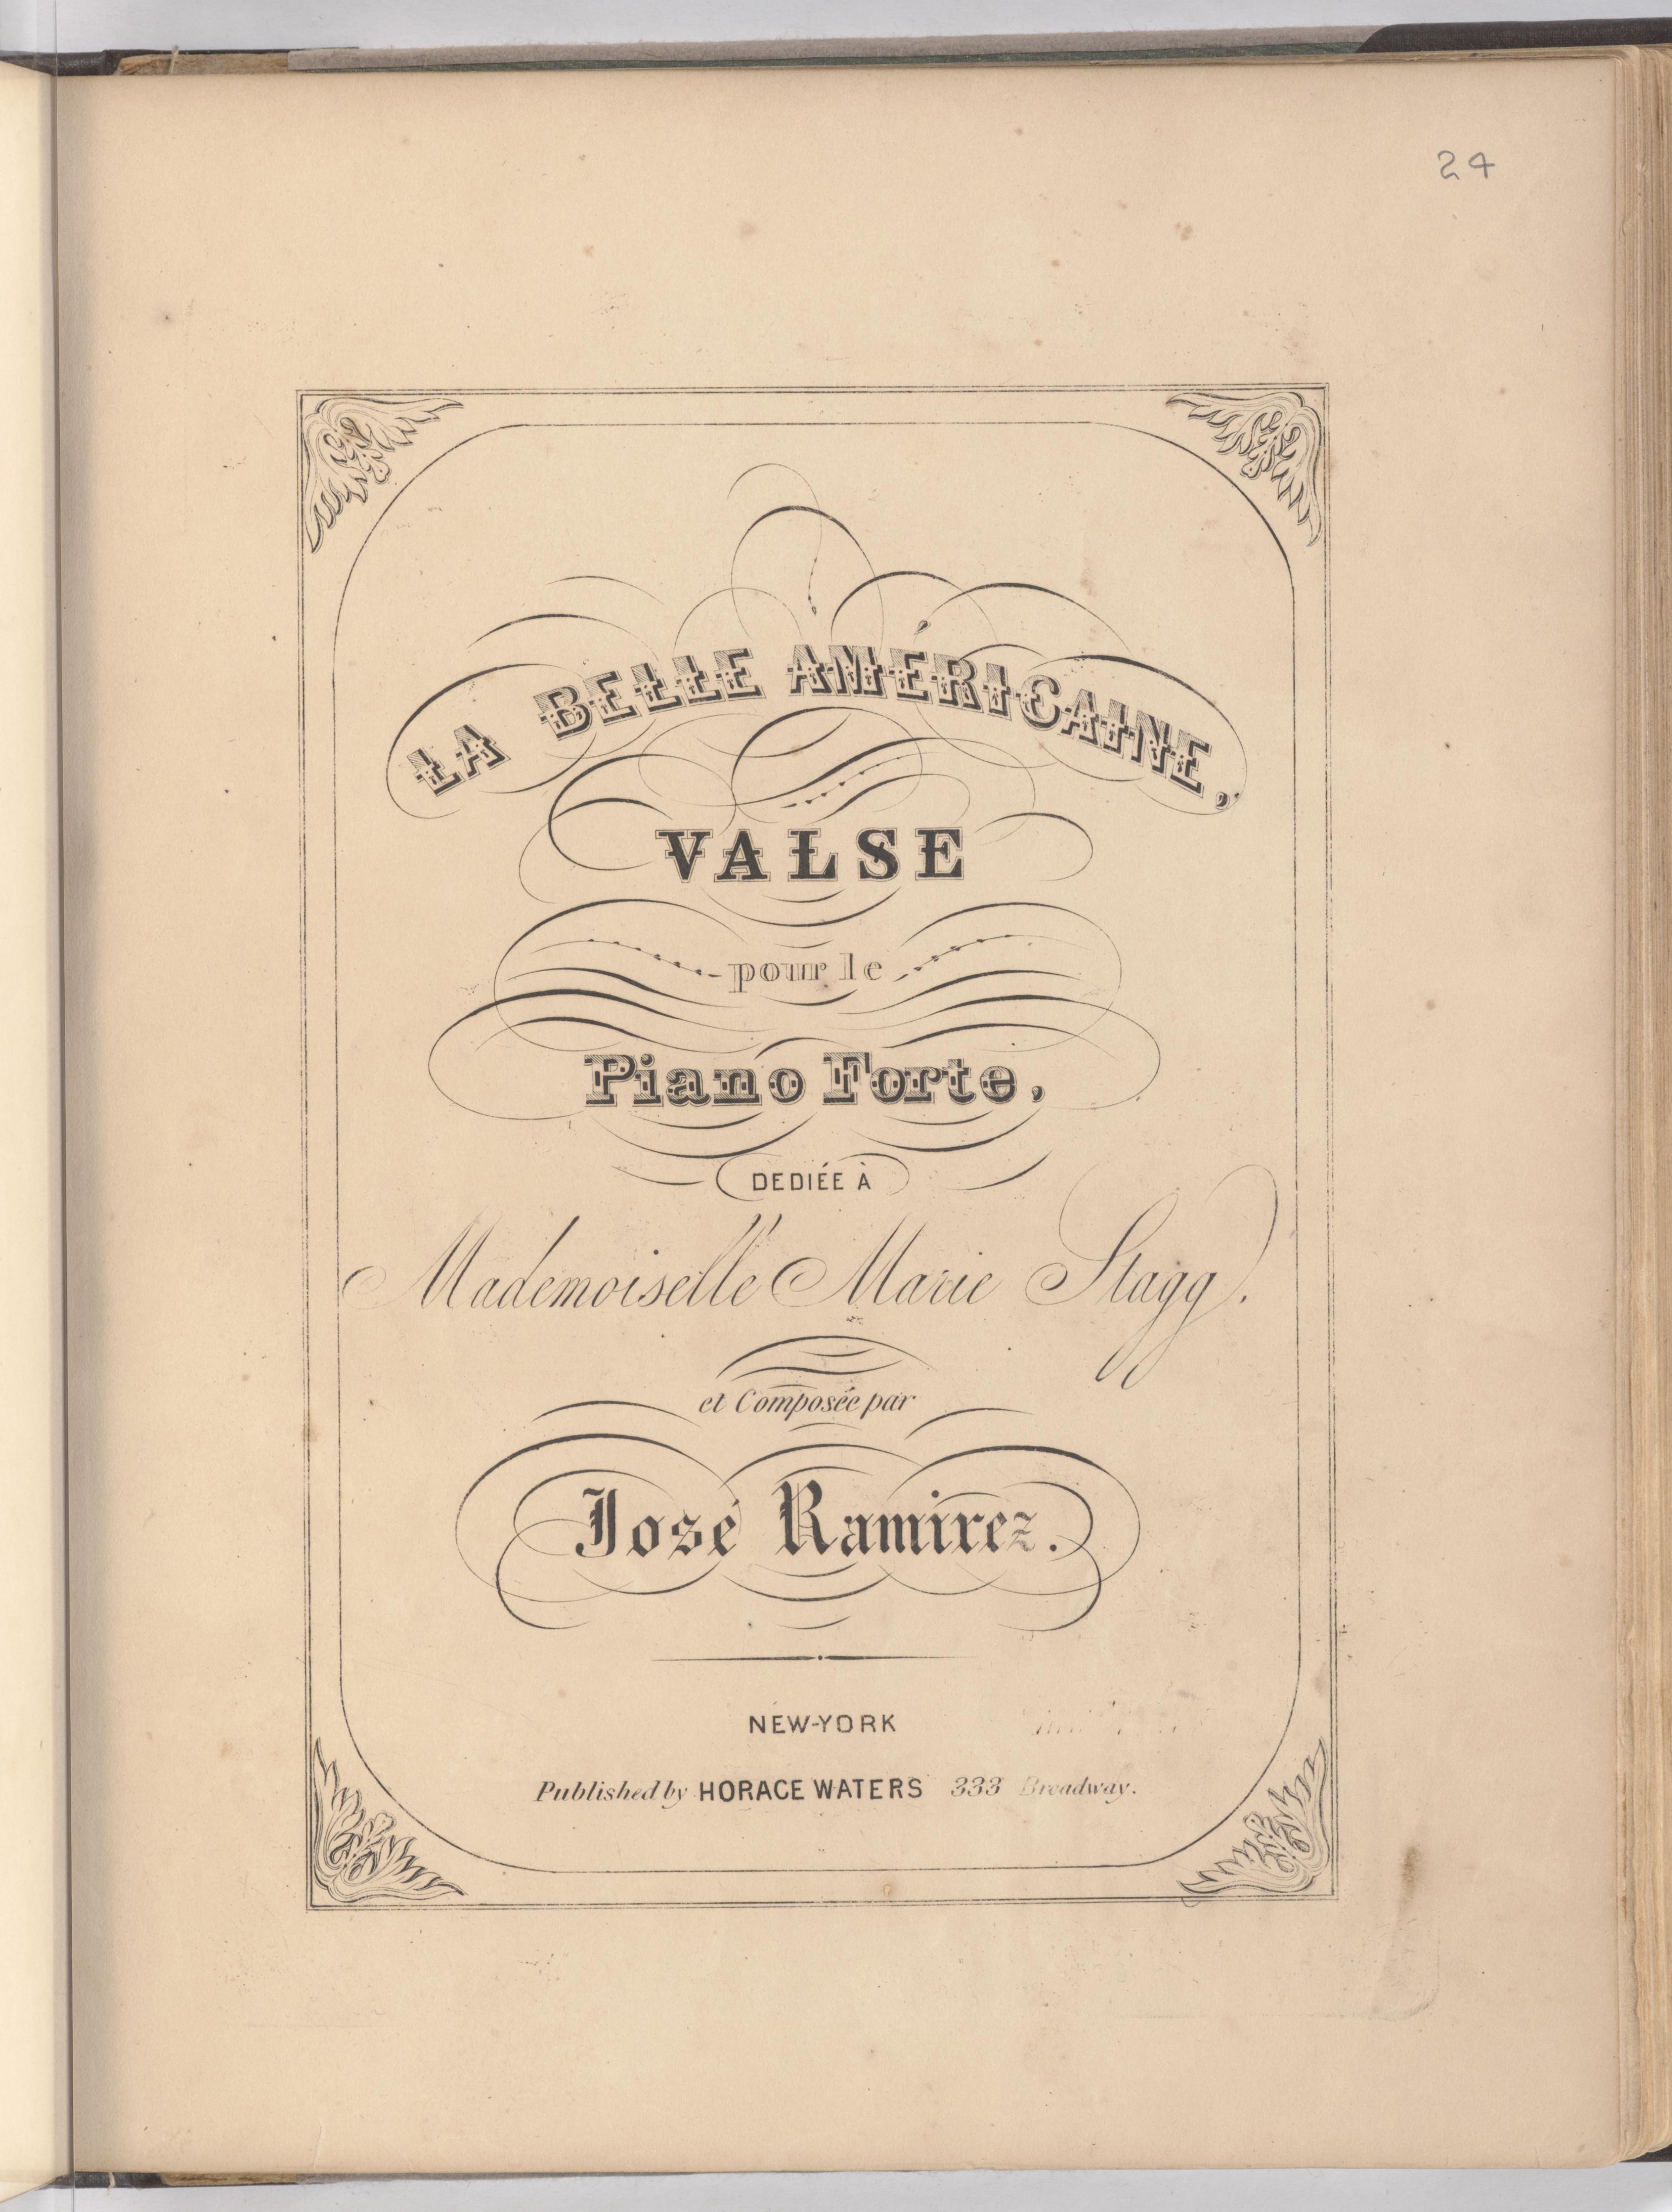 24
LA BELLE AMÉRICAINE,
VALSE
pour le
Piano Forte,
DEDIÉE À
Mademoiselle Marie Stagg.
et Composée par
José Ramirez.
NEW-YORK
Published by HORACE WATERS 333 Broadway.